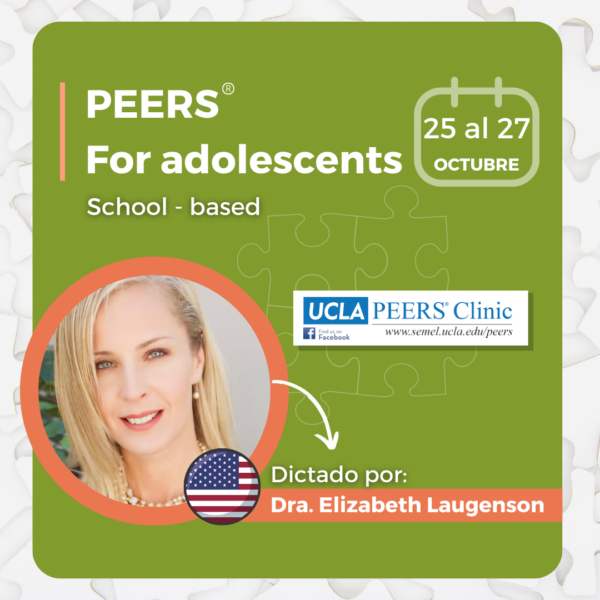 PEERS®
For adolescents
School - based
25 al 27
OCTUBRE
UCLA PEERS® Clinic
Find us on
Facebook
www.semel.ucla.edu/peers
Dictado por:
Dra. Elizabeth Laugenson